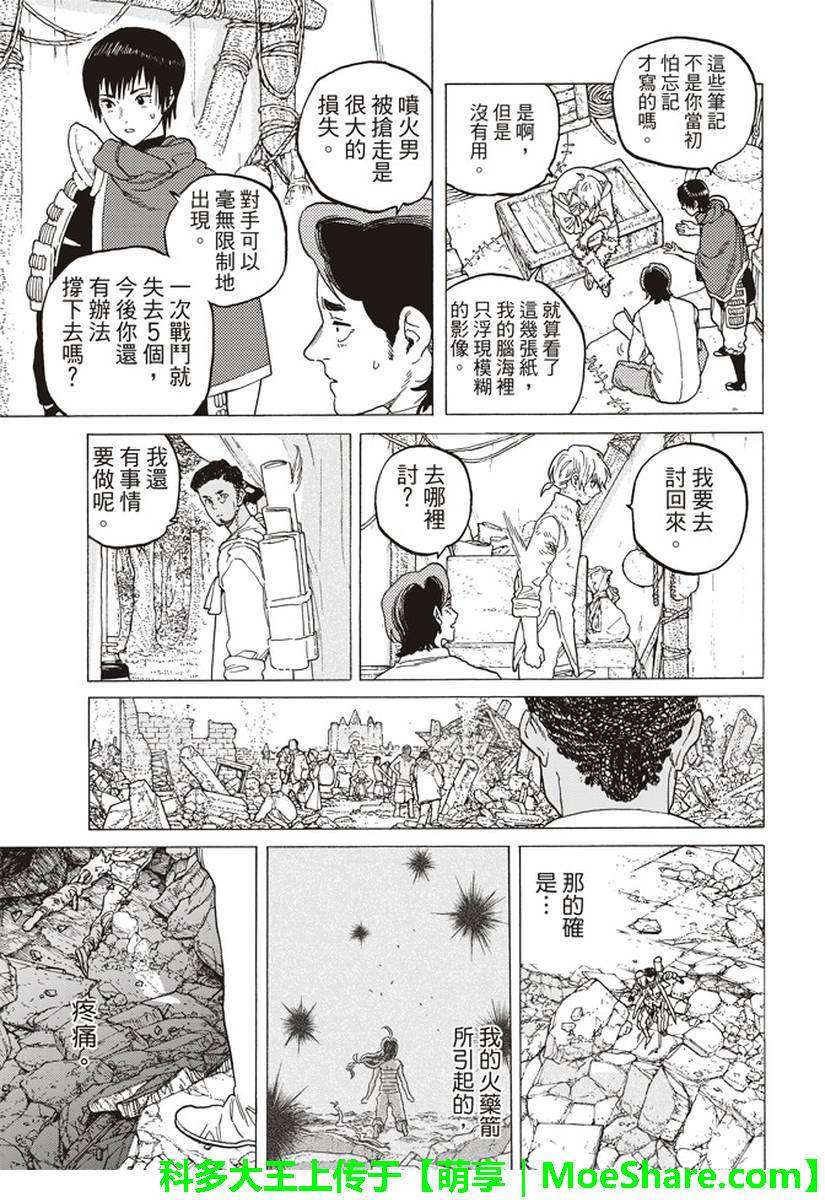 這些筆記
不是你當初
怕忘記
才寫的嗎。
是啊，
但是
沒有用。
就算看了
這幾張紙，
我的腦海裡
只浮現模糊
的影像。
噴火男
被搶走是
很大的
損失。
對手可以
毫無限制地
出現。
一次戰鬥就
失去5個，
今後你還
有辦法
撐下去嗎？
我要去
討回來。
去哪裡
討？
我還
有事情
要做呢。
那的確
是…
我的火藥箭
所引起的，
疼痛。
科多大王上传于【萌享╱MoeShare.com】